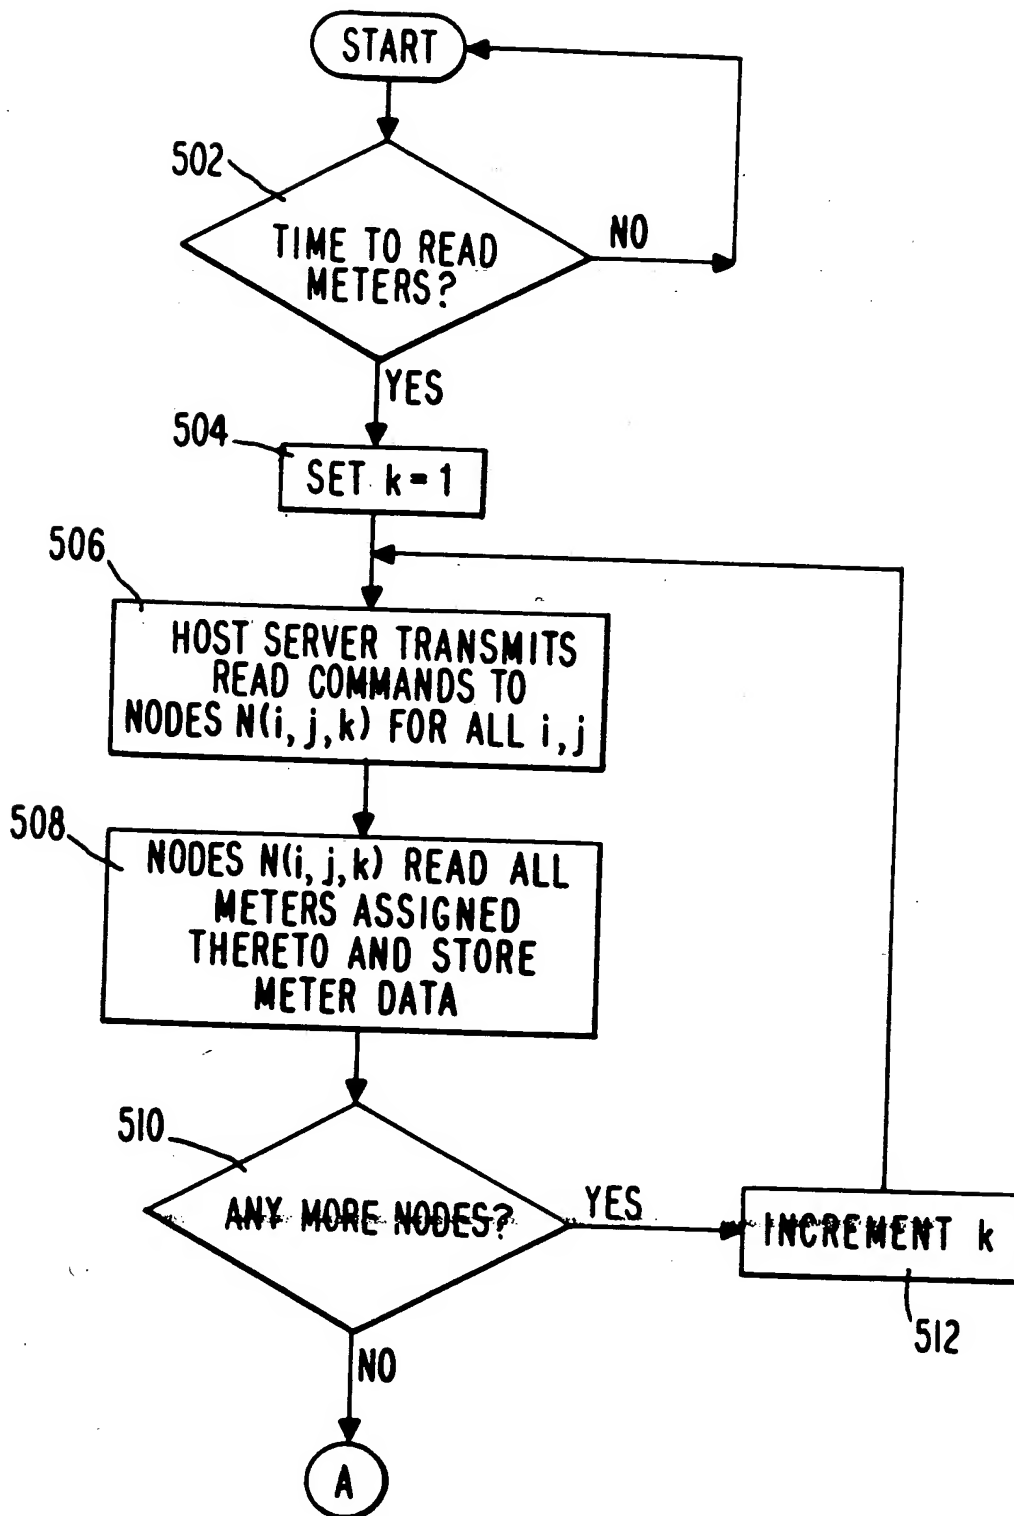 START
502
TIME TO READ
METERS?
NO
YES
504
SET k = 1
506
HOST SERVER TRANSMITS
READ COMMANDS TO
NODES N(i, j, k) FOR ALL i, j
508
NODES N(i, j, k) READ ALL
METERS ASSIGNED
THERETO AND STORE
METER DATA
510
ANY MORE NODES?
YES
INCREMENT k
512
NO
A